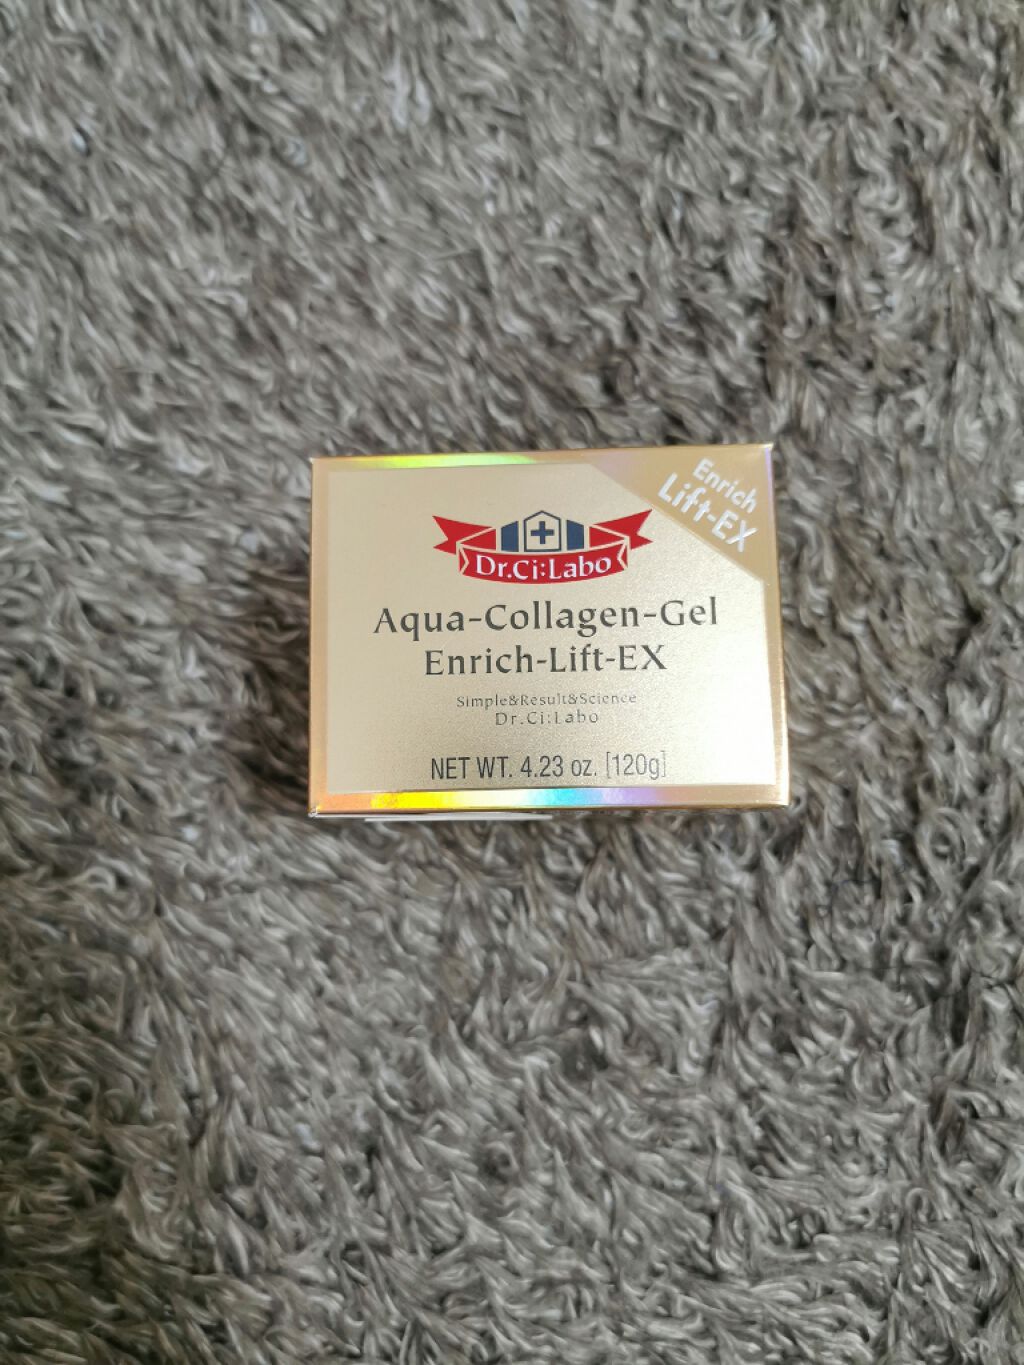 Enrich
Lift-EX
Dr.Ci:Labo
Aqua-Collagen-Gel
Enrich-Lift-EX
Simple&Result&Science
Dr.Ci:Labo
NET WT. 4.23 oz. [120g]